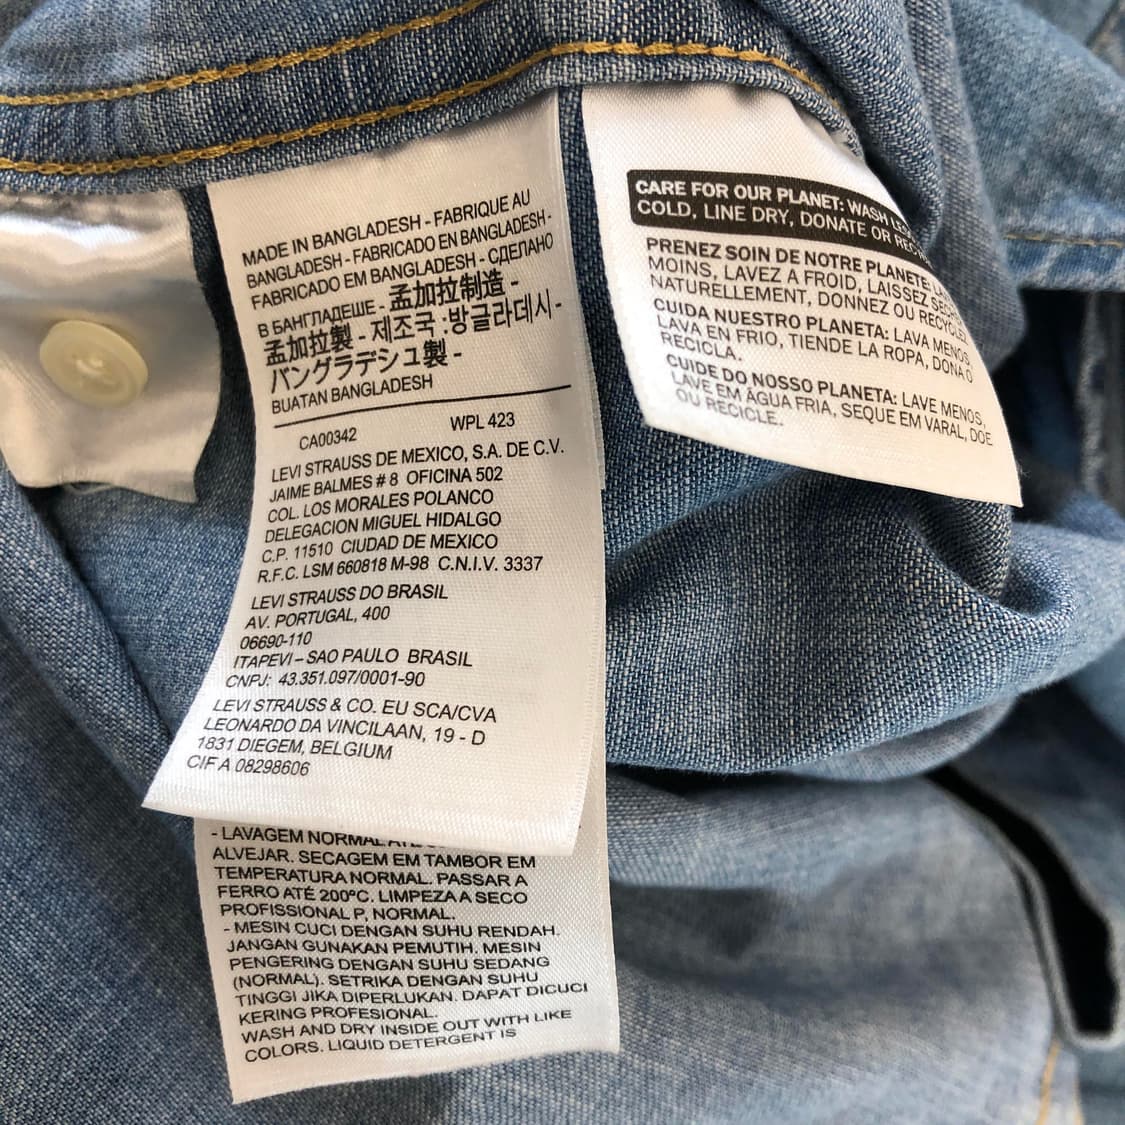 MADE IN BANGLADESH - FABRIQUE AU
BANGLADESH - FABRICADO EN BANGLADESH -
FABRICADO EM BANGLADESH - СДЕЛАНО
В БАНГЛАДЕШЕ - 孟加拉制造 -
孟加拉製 - 제조국 :방글라데시 -
バングラデシュ製 -
BUATAN BANGLADESH
CA00342 WPL 423
LEVI STRAUSS DE MEXICO, S.A. DE C.V.
JAIME BALMES # 8 OFICINA 502
COL. LOS MORALES POLANCO
DELEGACION MIGUEL HIDALGO
C.P. 11510 CIUDAD DE MEXICO
R.F.C. LSM 660818 M-98 C.N.I.V. 3337
LEVI STRAUSS DO BRASIL
AV. PORTUGAL, 400
06690-110
ITAPEVI – SAO PAULO BRASIL
CNPJ: 43.351.097/0001-90
LEVI STRAUSS & CO. EU SCA/CVA
LEONARDO DA VINCILAAN, 19 - D
1831 DIEGEM, BELGIUM
CIF A 08298606
- LAVAGEM NORMAL
ALVEJAR. SECAGEM EM TAMBOR EM
TEMPERATURA NORMAL. PASSAR A
FERRO ATÉ 200ºC. LIMPEZA A SECO
PROFISSIONAL P, NORMAL.
- MESIN CUCI DENGAN SUHU RENDAH.
JANGAN GUNAKAN PEMUTIH. MESIN
PENGERING DENGAN SUHU SEDANG
(NORMAL). SETRIKA DENGAN SUHU
TINGGI JIKA DIPERLUKAN. DAPAT DICUCI
KERING PROFESIONAL.
WASH AND DRY INSIDE OUT WITH LIKE
COLORS. LIQUID DETERGENT IS
CARE FOR OUR PLANET: WASH
COLD, LINE DRY, DONATE OR
PRENEZ SOIN DE NOTRE PLANETE:
MOINS, LAVEZ A FROID, LAISSEZ
NATURELLEMENT, DONNEZ OU RECYCLEZ
CUIDA NUESTRO PLANETA: LAVA MENOS,
LAVA EN FRIO, TIENDE LA ROPA, DONA O
RECICLA.
CUIDE DO NOSSO PLANETA: LAVE MENOS,
LAVE EM ÁGUA FRIA, SEQUE EM VARAL, DOE
OU RECICLE.